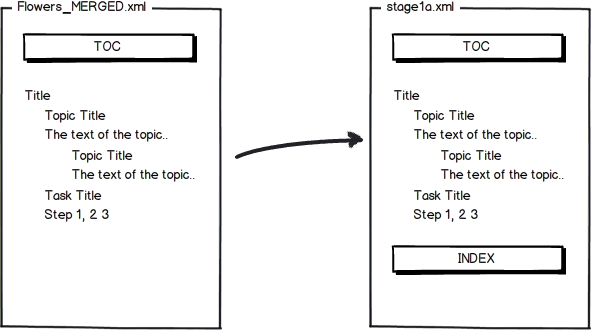 Flowers_MERGED.xml
TOC
Title
Topic Title
The text of the topic..
Topic Title
The text of the topic..
Task Title
Step 1, 2 3
stage1a.xml
TOC
Title
Topic Title
The text of the topic..
Topic Title
The text of the topic..
Task Title
Step 1, 2 3
INDEX